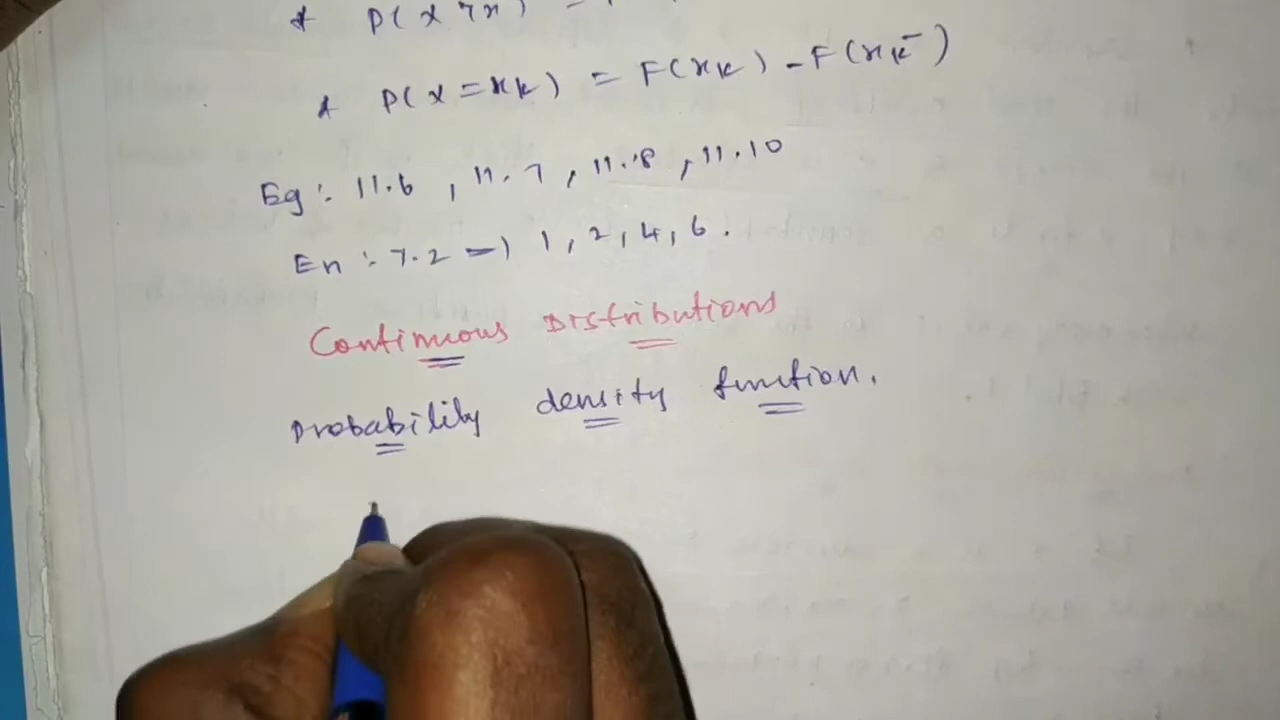 * P(X > x) =
* P(X = xk) = F(xk) - F(xk⁻)
Eg : 11.6 , 11.7 , 11.8 , 11.10
En : 7.2 => 1 , 2 , 4 , 6 .
Continuous Distributions
Probability density function.